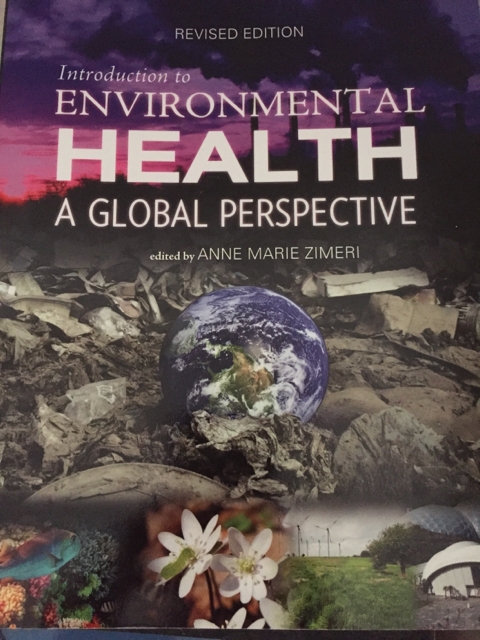 REVISED EDITION
Introduction to
ENVIRONMENTAL
HEALTH
A GLOBAL PERSPECTIVE
edited by ANNE MARIE ZIMERI